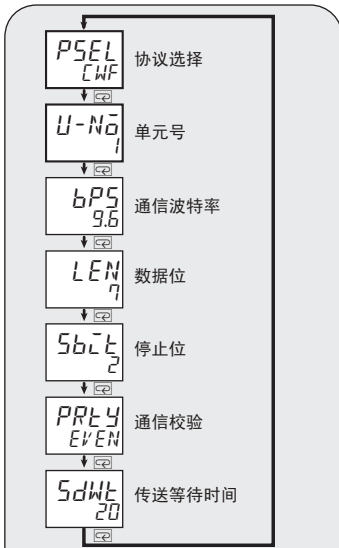 PSEL 协议选择
CWF
U-No 单元号
1
bPS 通信波特率
9.6
LEN 数据位
7
Sbit 停止位
2
PRtY 通信校验
EVEN
SdWt 传送等待时间
20